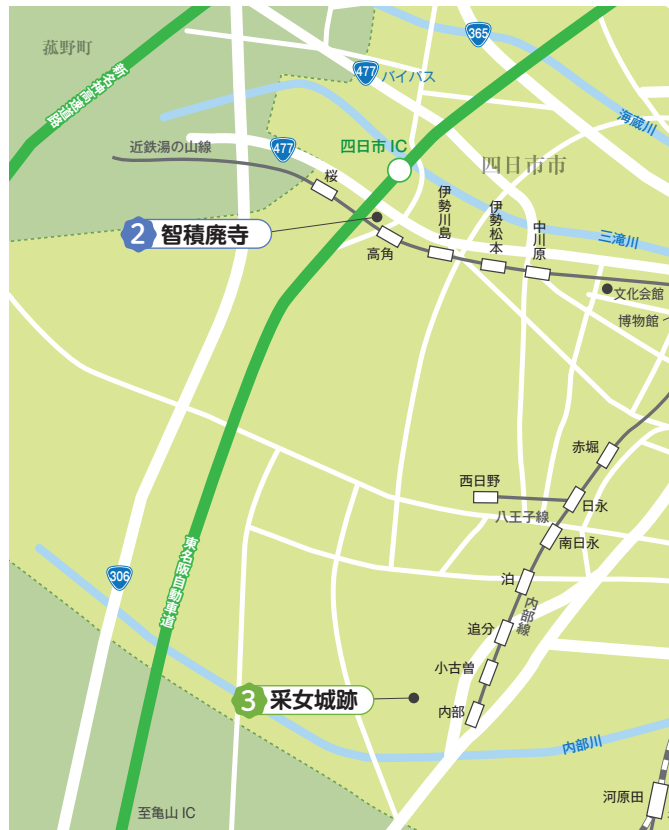 菰野町
新名神高速道路
365
477
バイパス
海蔵川
近鉄湯の山線
477
四日市 IC
四日市市
桜
2 智積廃寺
高角
伊勢川島
伊勢松本
中川原
三滝川
文化会館
博物館
赤堀
西日野
日永
八王子線
南日永
306
東名阪自動車道
泊
内部線
追分
小古曽
3 采女城跡
内部
内部川
河原田
至亀山 IC